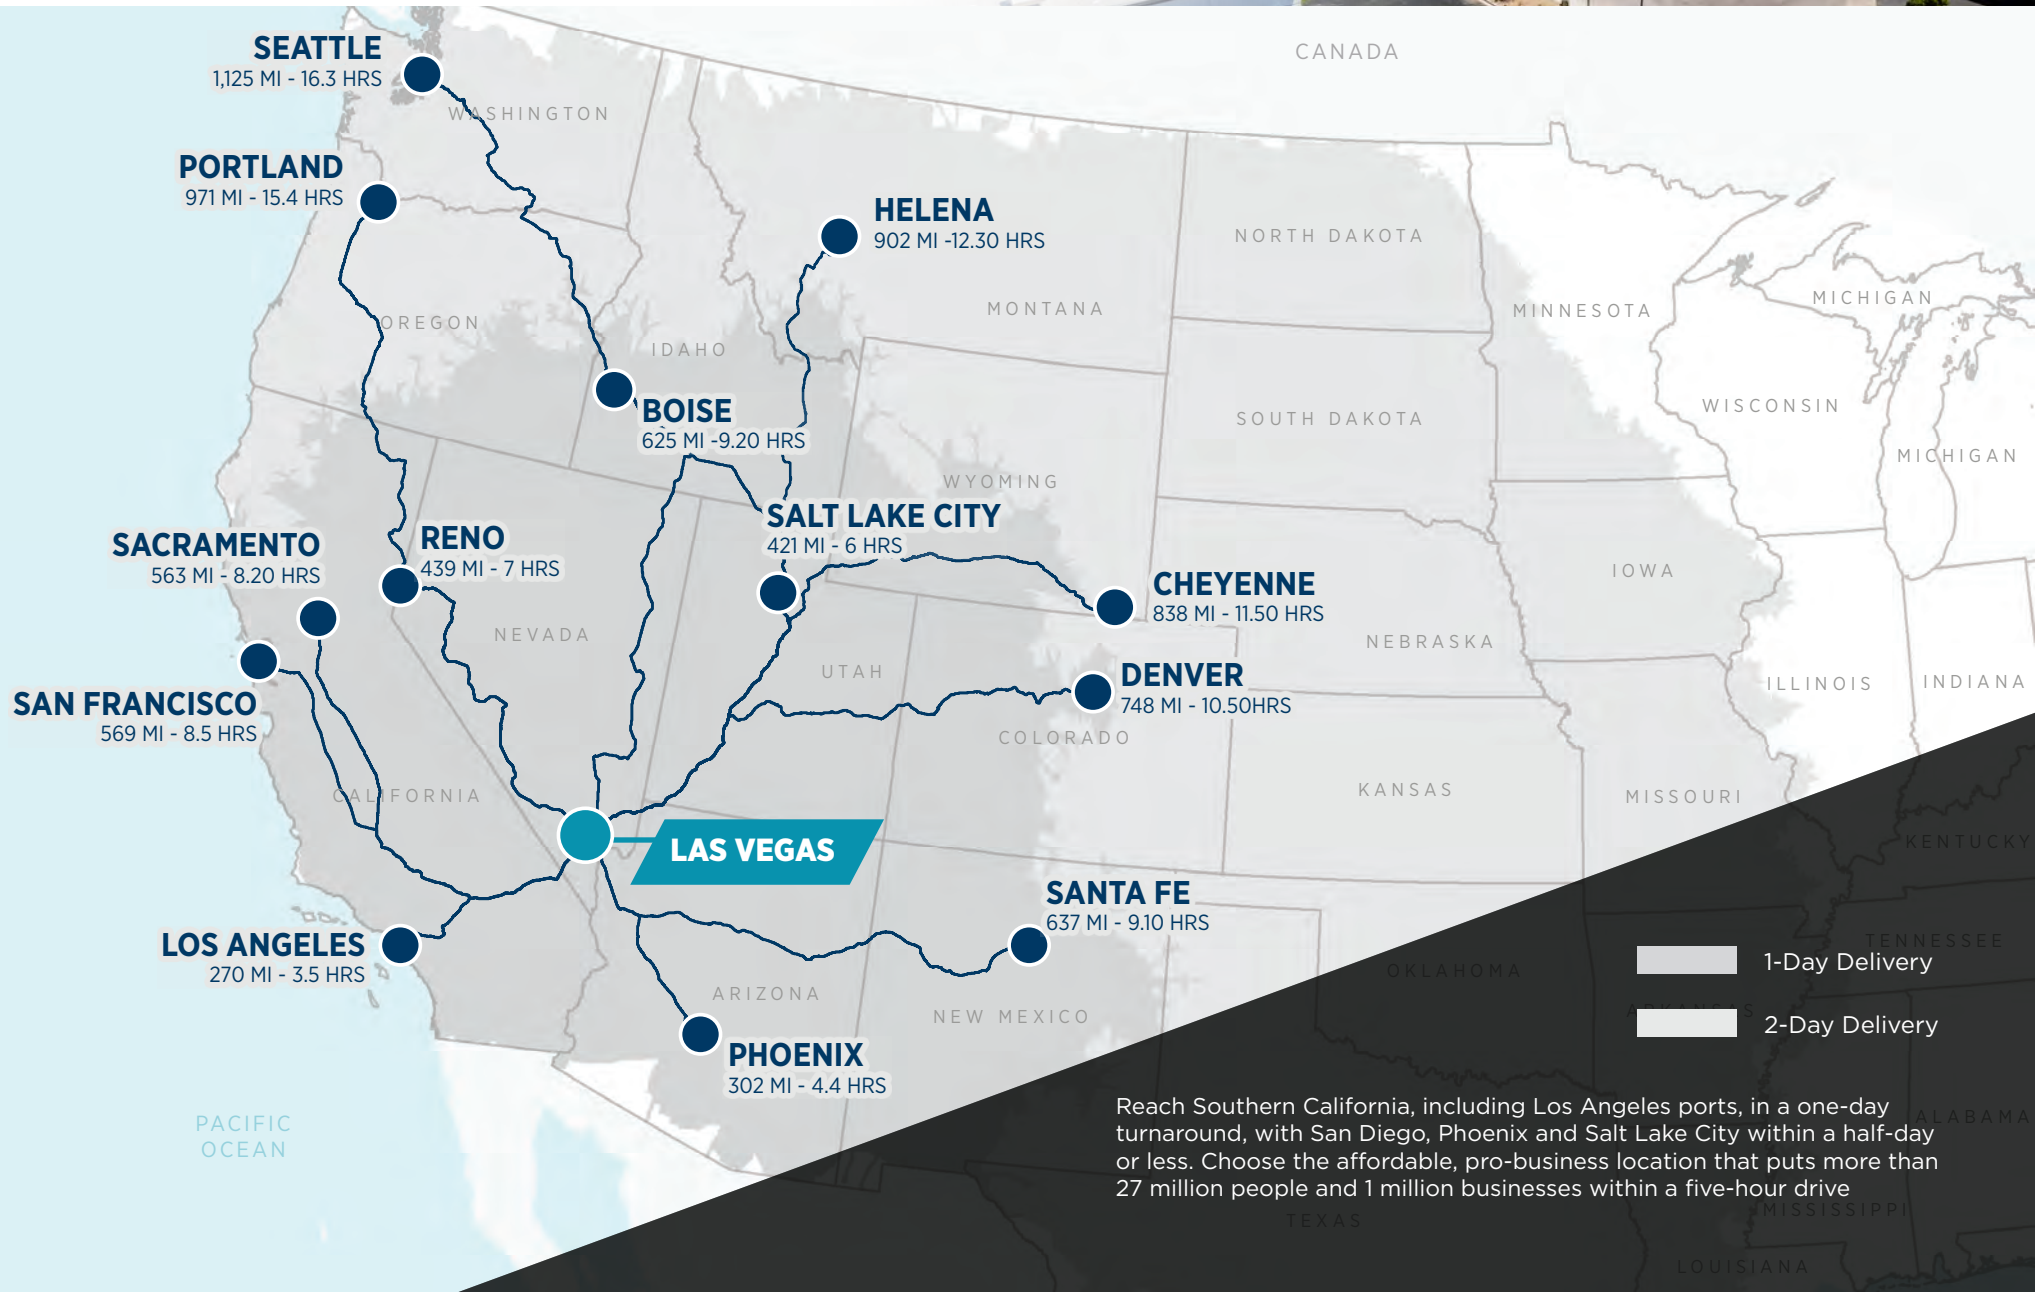 CANADA
SEATTLE
1,125 MI - 16.3 HRS
WASHINGTON
PORTLAND
971 MI - 15.4 HRS
HELENA
902 MI -12.30 HRS
NORTH DAKOTA
MONTANA
MINNESOTA
MICHIGAN
OREGON
IDAHO
BOISE
625 MI -9.20 HRS
SOUTH DAKOTA
WISCONSIN
MICHIGAN
WYOMING
SALT LAKE CITY
421 MI - 6 HRS
SACRAMENTO
563 MI - 8.20 HRS
RENO
439 MI - 7 HRS
CHEYENNE
838 MI - 11.50 HRS
IOWA
NEVADA
NEBRASKA
UTAH
DENVER
748 MI - 10.50HRS
ILLINOIS
INDIANA
SAN FRANCISCO
569 MI - 8.5 HRS
COLORADO
CALIFORNIA
KANSAS
MISSOURI
KENTUCKY
LAS VEGAS
SANTA FE
637 MI - 9.10 HRS
LOS ANGELES
270 MI - 3.5 HRS
TENNESSEE
1-Day Delivery
OKLAHOMA
ARIZONA
NEW MEXICO
ARKANSAS
2-Day Delivery
PHOENIX
302 MI - 4.4 HRS
PACIFIC
OCEAN
ALABAMA
Reach Southern California, including Los Angeles ports, in a one-day
turnaround, with San Diego, Phoenix and Salt Lake City within a half-day
or less. Choose the affordable, pro-business location that puts more than
27 million people and 1 million businesses within a five-hour drive
MISSISSIPPI
TEXAS
LOUISIANA